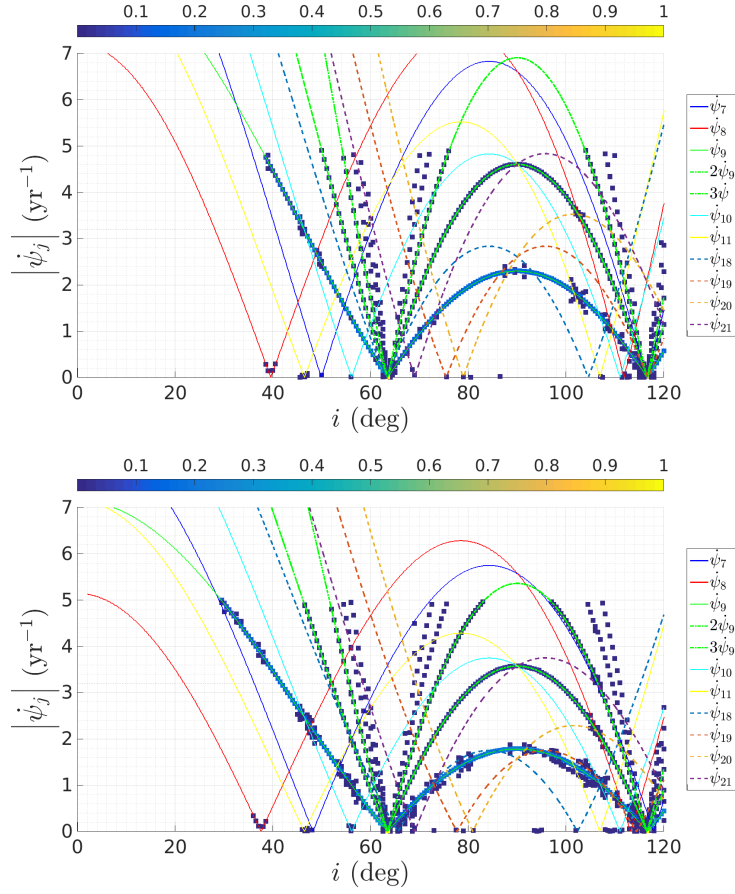 0.1 0.2 0.3 0.4 0.5 0.6 0.7 0.8 0.9 1
7
6
5
4
3
2
1
0
|ψ̇ⱼ| (yr⁻¹)
0 20 40 60 80 100 120
i (deg)
ψ̇₇
ψ̇₈
ψ̇₉
2ψ̇₉
3ψ̇
ψ̇₁₀
ψ̇₁₁
ψ̇₁₈
ψ̇₁₉
ψ̇₂₀
ψ̇₂₁
0.1 0.2 0.3 0.4 0.5 0.6 0.7 0.8 0.9 1
7
6
5
4
3
2
1
0
|ψ̇ⱼ| (yr⁻¹)
0 20 40 60 80 100 120
i (deg)
ψ̇₇
ψ̇₈
ψ̇₉
2ψ̇₉
3ψ̇₉
ψ̇₁₀
ψ̇₁₁
ψ̇₁₈
ψ̇₁₉
ψ̇₂₀
ψ̇₂₁